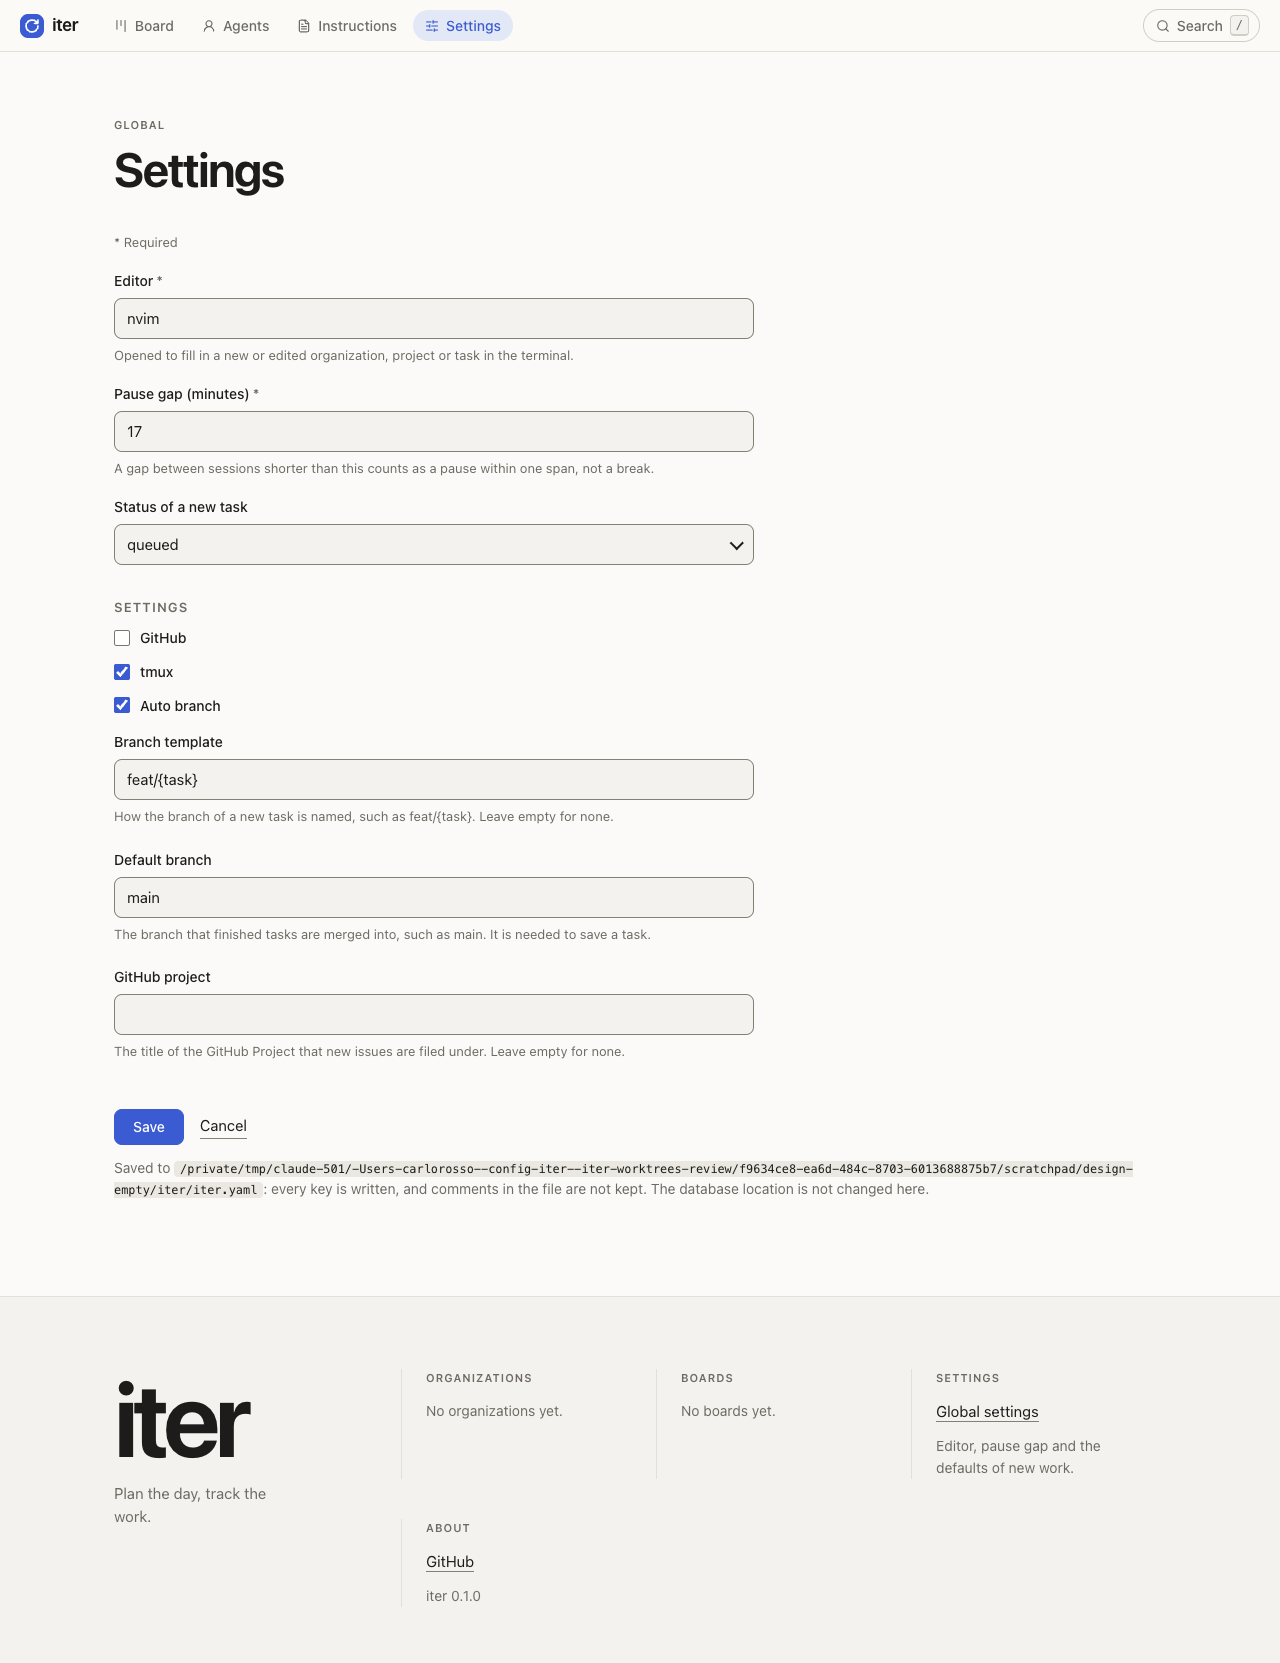 iter
Board
Agents
Instructions
Settings
Search /
GLOBAL
Settings
* Required
Editor *
nvim
Opened to fill in a new or edited organization, project or task in the terminal.
Pause gap (minutes) *
17
A gap between sessions shorter than this counts as a pause within one span, not a break.
Status of a new task
queued
SETTINGS
GitHub
tmux
Auto branch
Branch template
feat/{task}
How the branch of a new task is named, such as feat/{task}. Leave empty for none.
Default branch
main
The branch that finished tasks are merged into, such as main. It is needed to save a task.
GitHub project
The title of the GitHub Project that new issues are filed under. Leave empty for none.
Save
Cancel
Saved to /private/tmp/claude-501/-Users-carlorosso--config-iter--iter-worktrees-review/f9634ce8-ea6d-484c-8703-6013688875b7/scratchpad/design-
empty/iter/iter.yaml: every key is written, and comments in the file are not kept. The database location is not changed here.
iter
Plan the day, track the
work.
ORGANIZATIONS
No organizations yet.
BOARDS
No boards yet.
SETTINGS
Global settings
Editor, pause gap and the
defaults of new work.
ABOUT
GitHub
iter 0.1.0